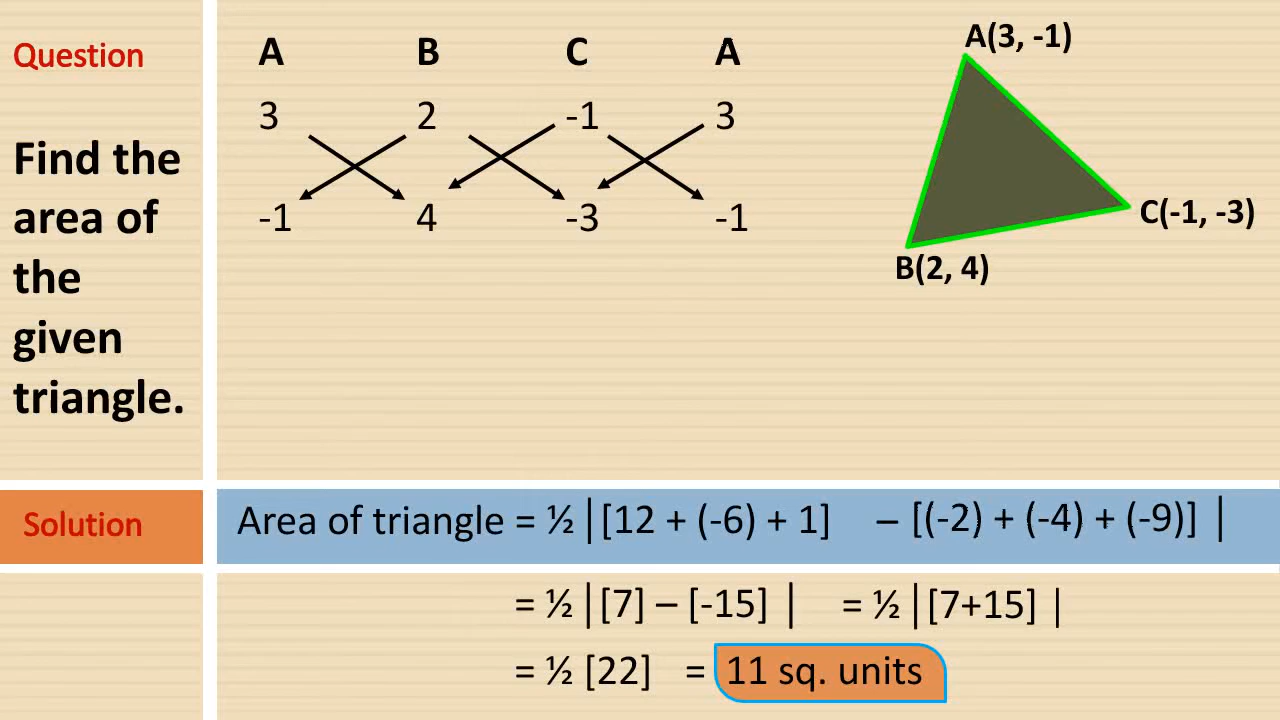 Question
Find the
area of
the
given
triangle.
A B C A
3 2 -1 3
-1 4 -3 -1
A(3, -1)
C(-1, -3)
B(2, 4)
Solution
Area of triangle = ½|[12 + (-6) + 1] – [(-2) + (-4) + (-9)] |
= ½|[7] – [-15] | = ½|[7+15] |
= ½ [22] = 11 sq. units